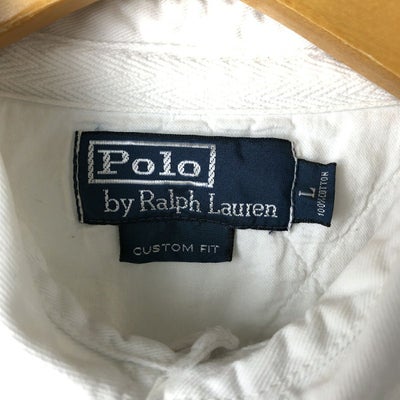 Polo
by Ralph Lauren
CUSTOM FIT
L
100% COTTON